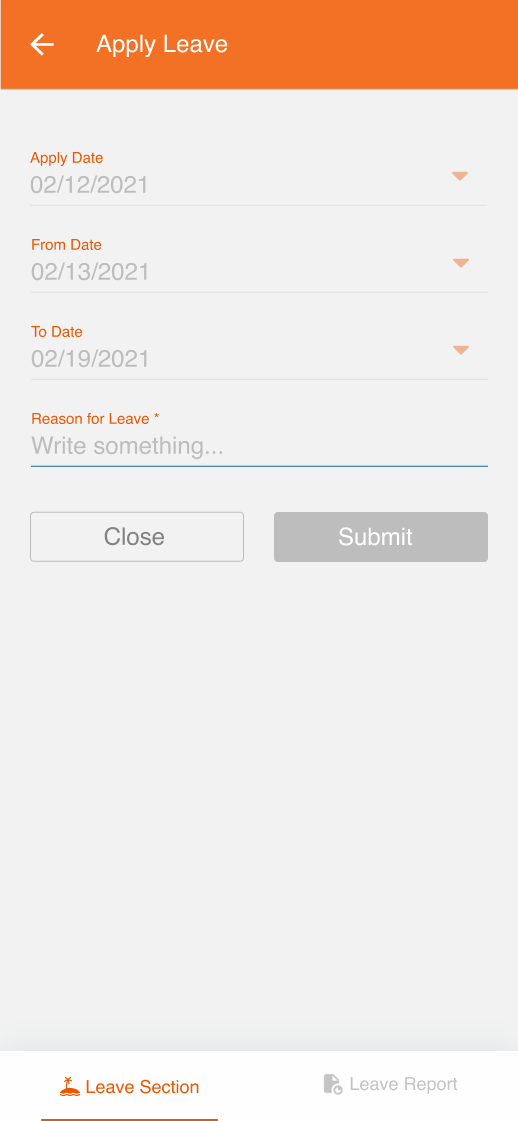 Apply Leave
Apply Date
02/12/2021
From Date
02/13/2021
To Date
02/19/2021
Reason for Leave *
Write something...
Close
Submit
Leave Section
Leave Report